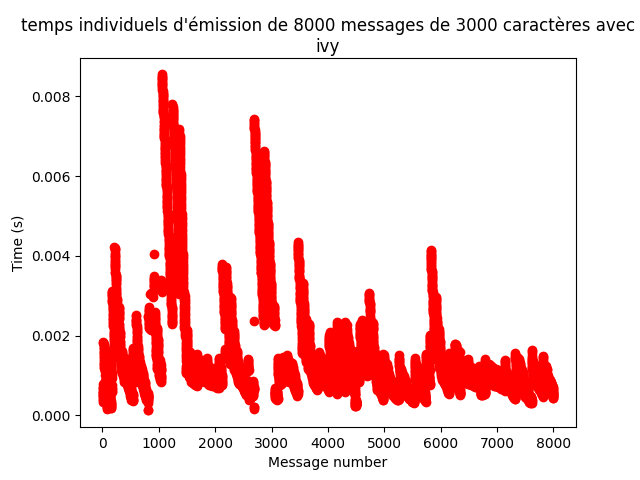 temps individuels d'émission de 8000 messages de 3000 caractères avec
ivy
0.008
0.006
0.004
0.002
0.000
Time (s)
0 1000 2000 3000 4000 5000 6000 7000 8000
Message number